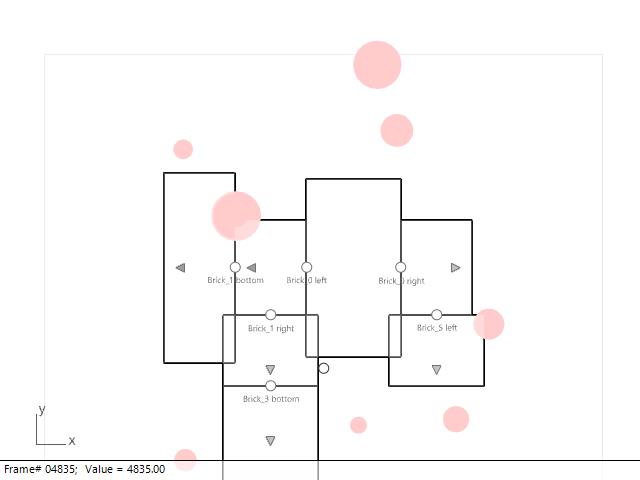 Brick_1 bottom
Brick_0 left
Brick_0 right
Brick_1 right
Brick_5 left
Brick_3 bottom
y
x
Frame# 04835; Value = 4835.00